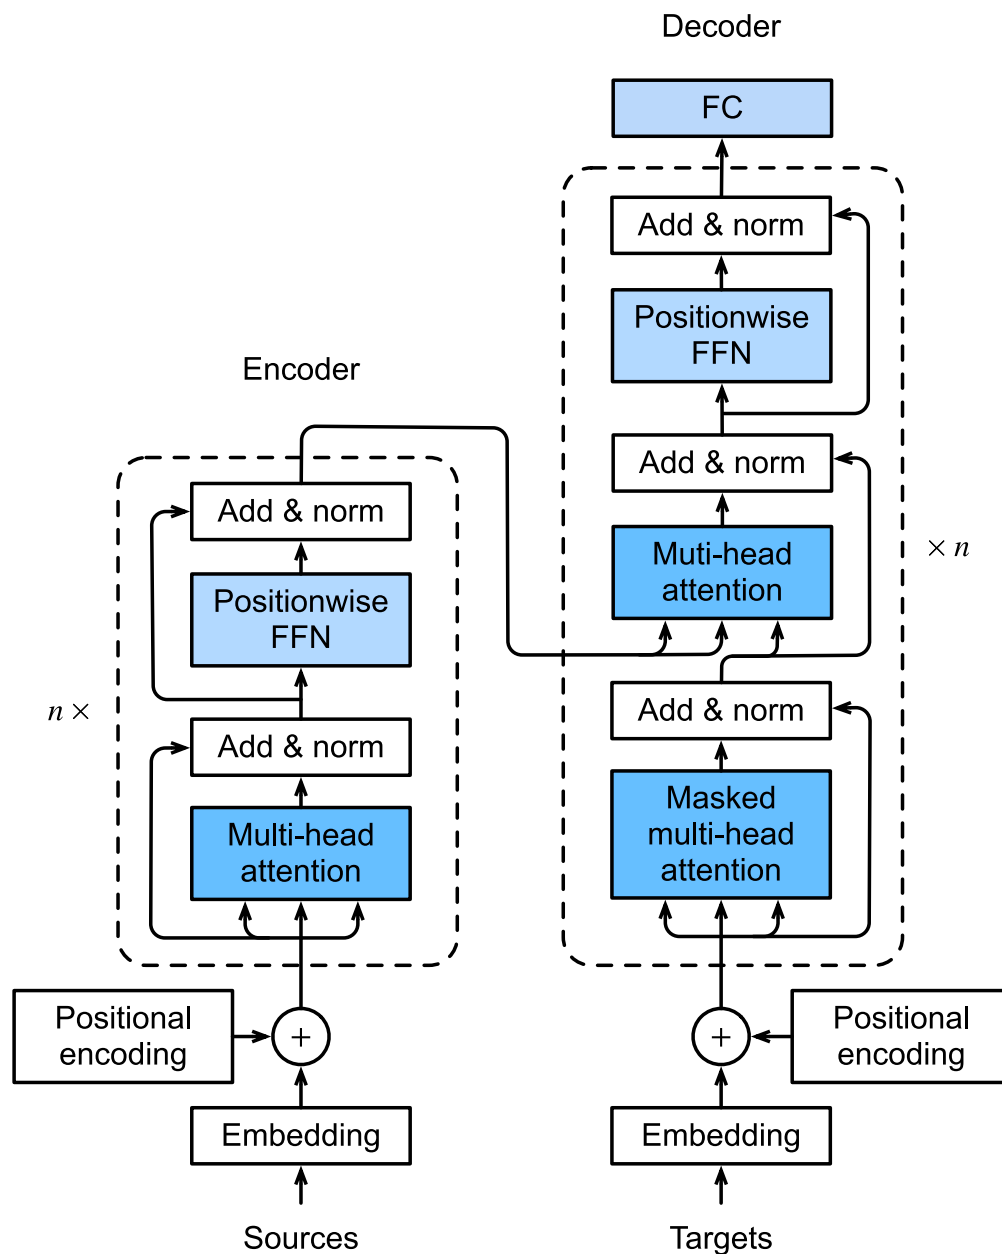 Decoder
FC
Add & norm
Positionwise
FFN
Add & norm
Muti-head
attention
× n
Add & norm
Masked
multi-head
attention
Positional
encoding
+
Embedding
Targets
Encoder
Add & norm
Positionwise
FFN
n ×
Add & norm
Multi-head
attention
Positional
encoding
+
Embedding
Sources